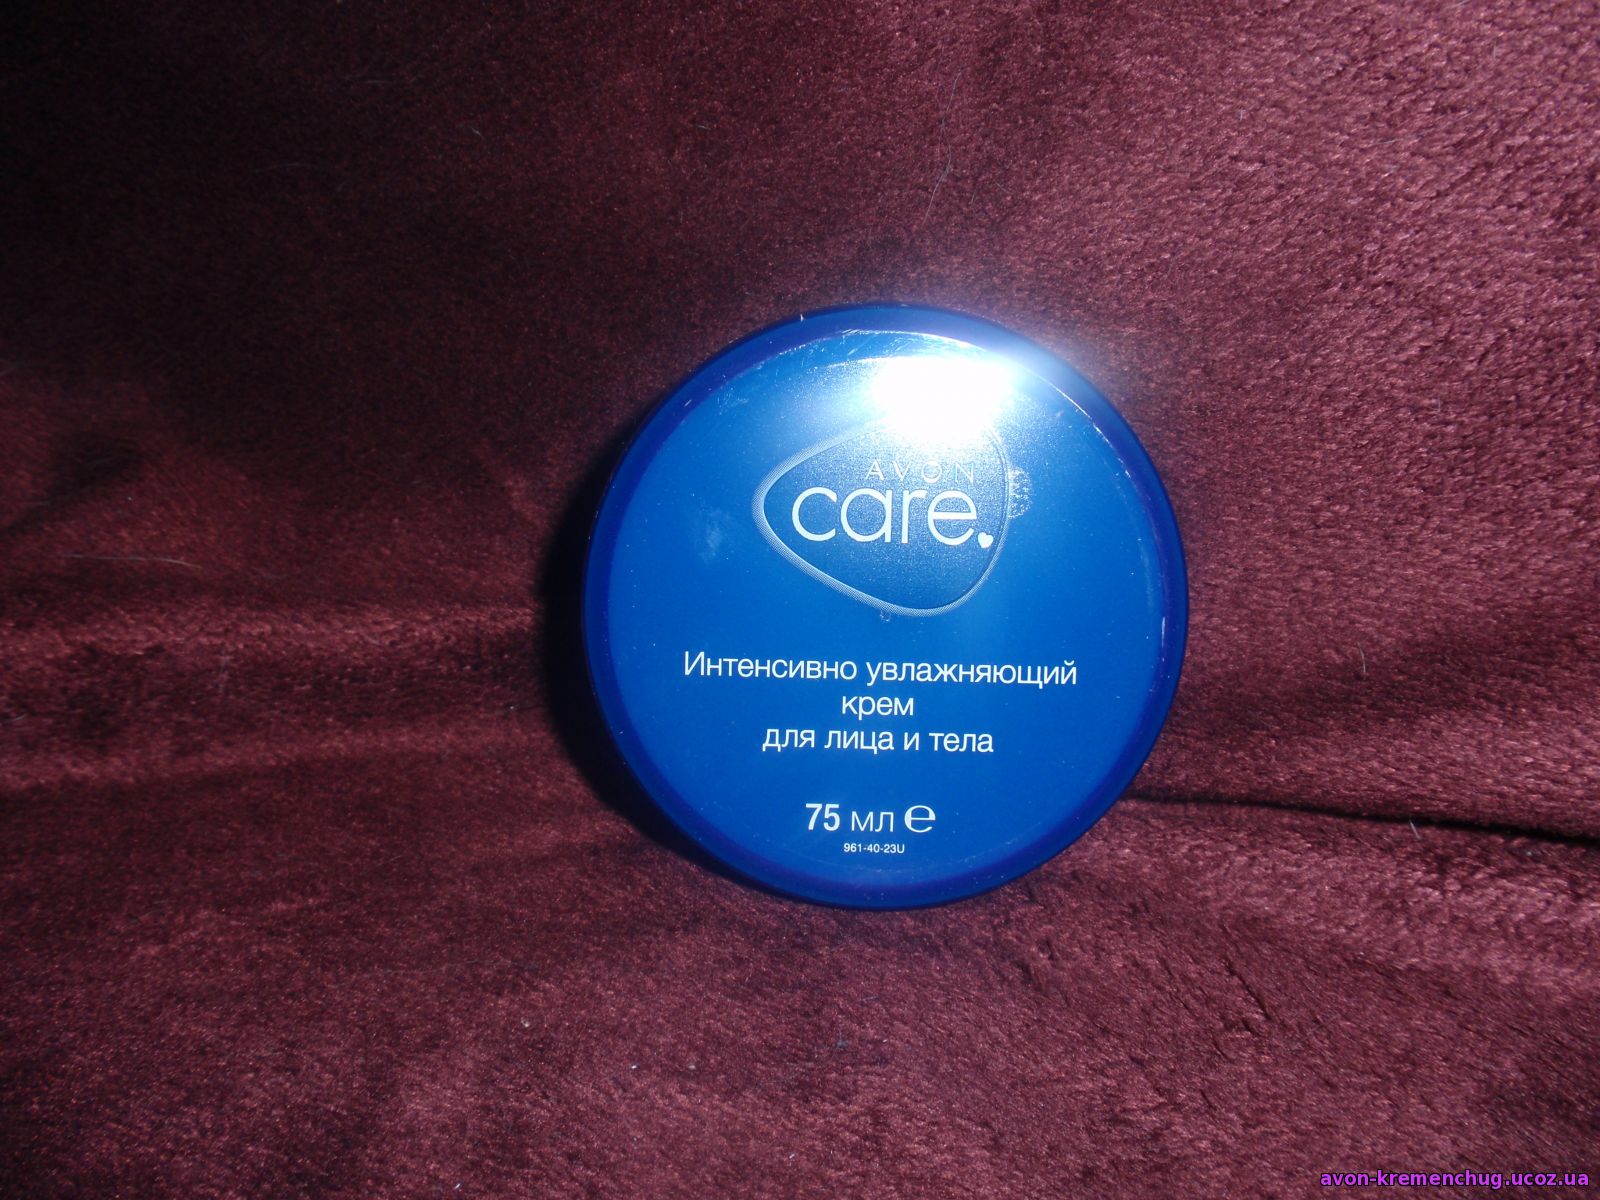 AVON
care.
Интенсивно увлажняющий
крем
для лица и тела
75 мл ℮
961-40-23U
avon-kremenchug.ucoz.ua